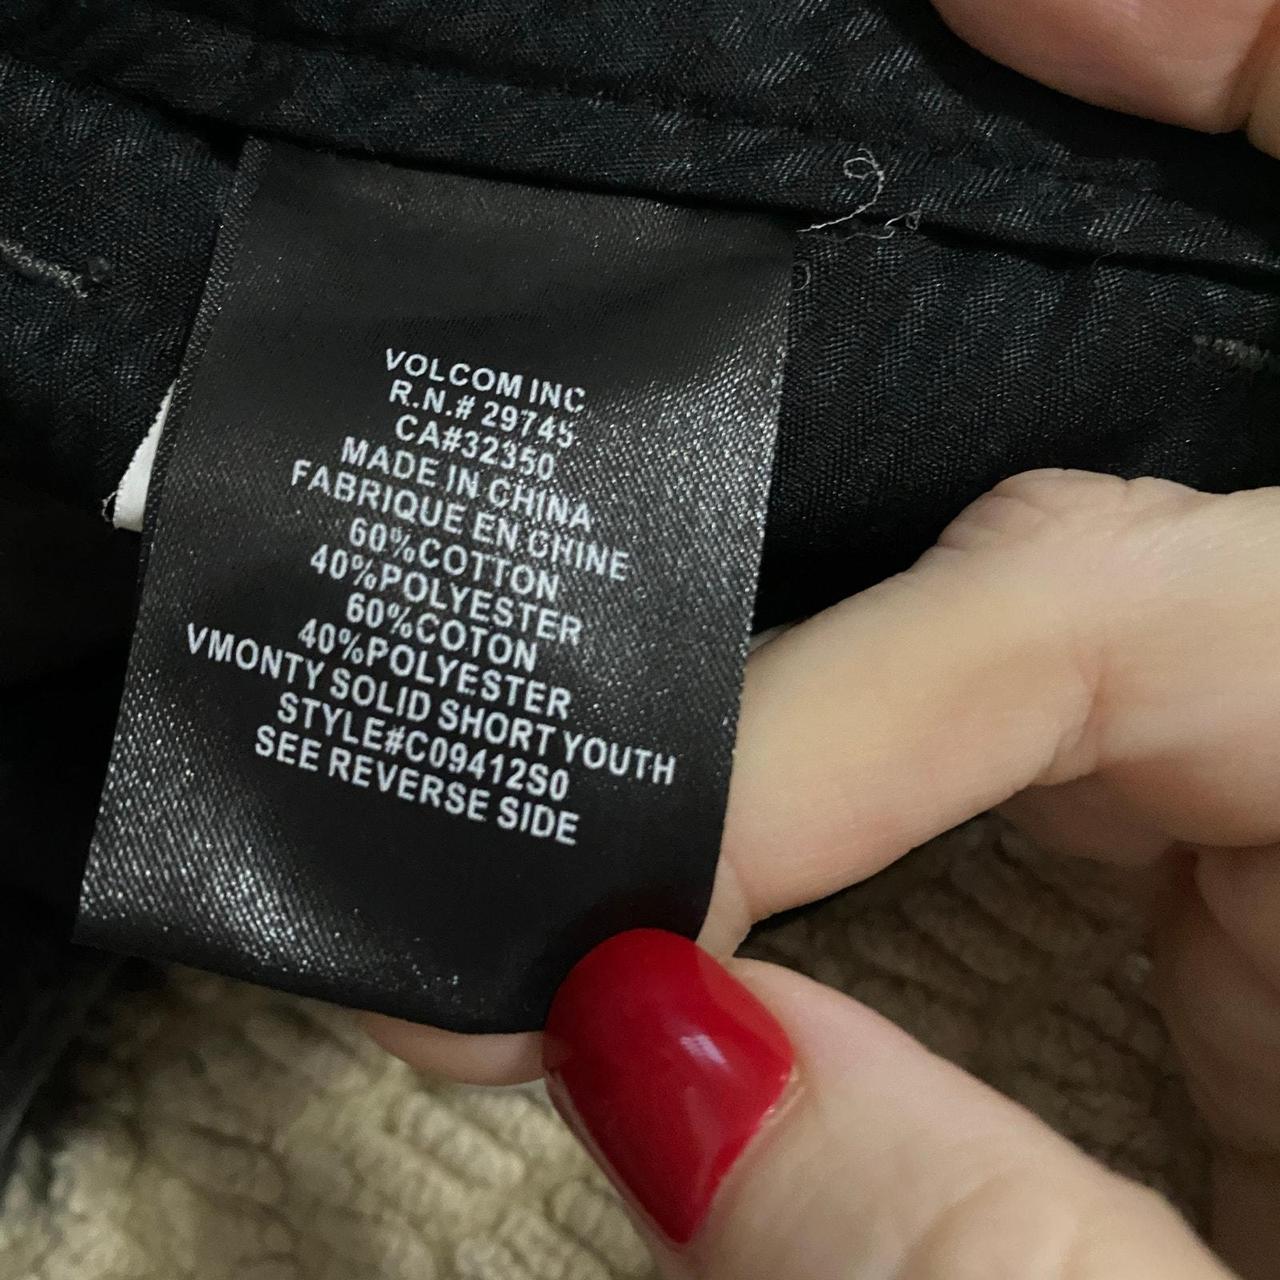 VOLCOM INC.
R.N.# 29745
CA#32350
MADE IN CHINA
FABRIQUE EN CHINE
60%COTTON
40%POLYESTER
60%COTON
40%POLYESTER
VMONTY SOLID SHORT YOUTH
STYLE#C09412S0
SEE REVERSE SIDE